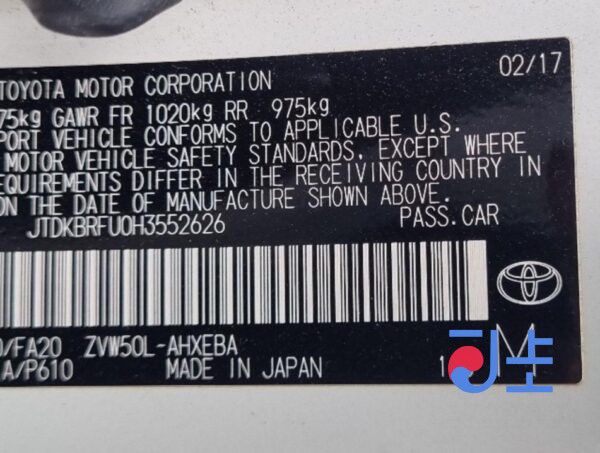 TOYOTA MOTOR CORPORATION 02/17
75kg GAWR FR 1020kg RR 975kg
PORT VEHICLE CONFORMS TO APPLICABLE U.S.
MOTOR VEHICLE SAFETY STANDARDS, EXCEPT WHERE
REQUIREMENTS DIFFER IN THE RECEIVING COUNTRY
ON THE DATE OF MANUFACTURE SHOWN ABOVE.
JTDKBRFU0H3552626 PASS.CAR
/FA20 ZVW50L-AHXEBA
A/P610 MADE IN JAPAN M